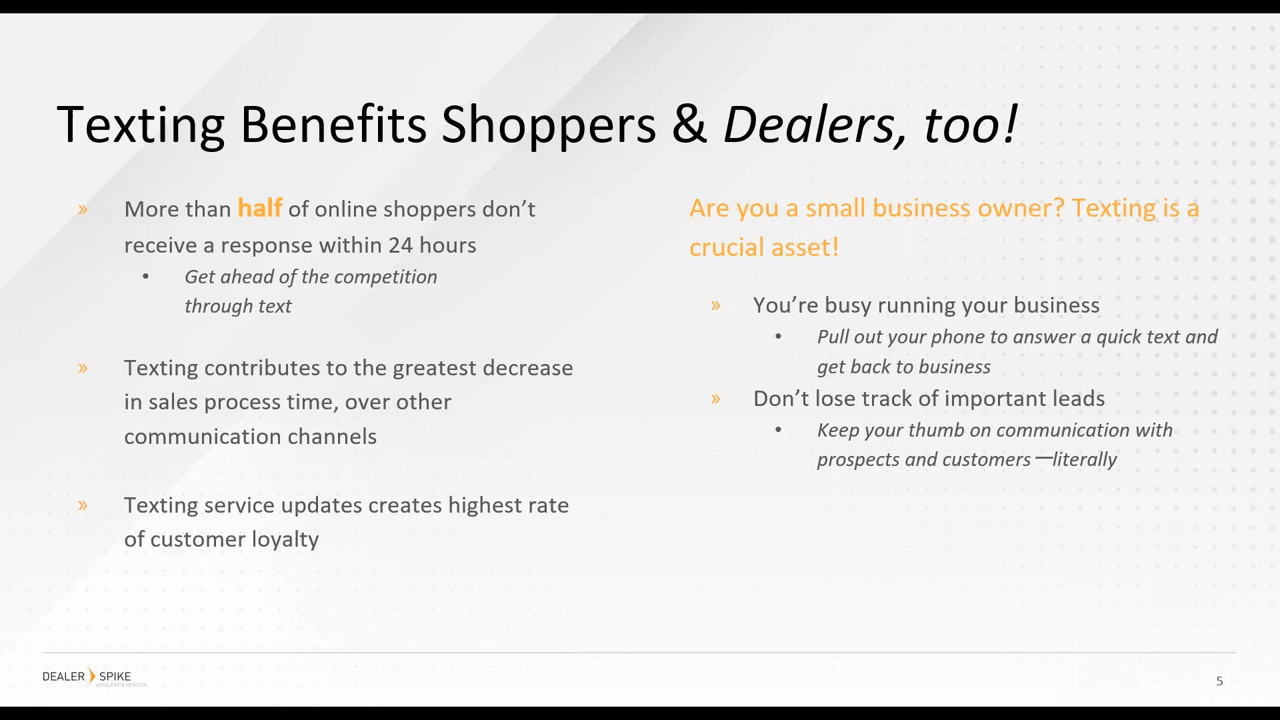 Texting Benefits Shoppers & Dealers, too!
» More than half of online shoppers don’t
receive a response within 24 hours
• Get ahead of the competition
through text
» Texting contributes to the greatest decrease
in sales process time, over other
communication channels
» Texting service updates creates highest rate
of customer loyalty
Are you a small business owner? Texting is a
crucial asset!
» You’re busy running your business
• Pull out your phone to answer a quick text and
get back to business
» Don’t lose track of important leads
• Keep your thumb on communication with
prospects and customers —literally
DEALER SPIKE
5